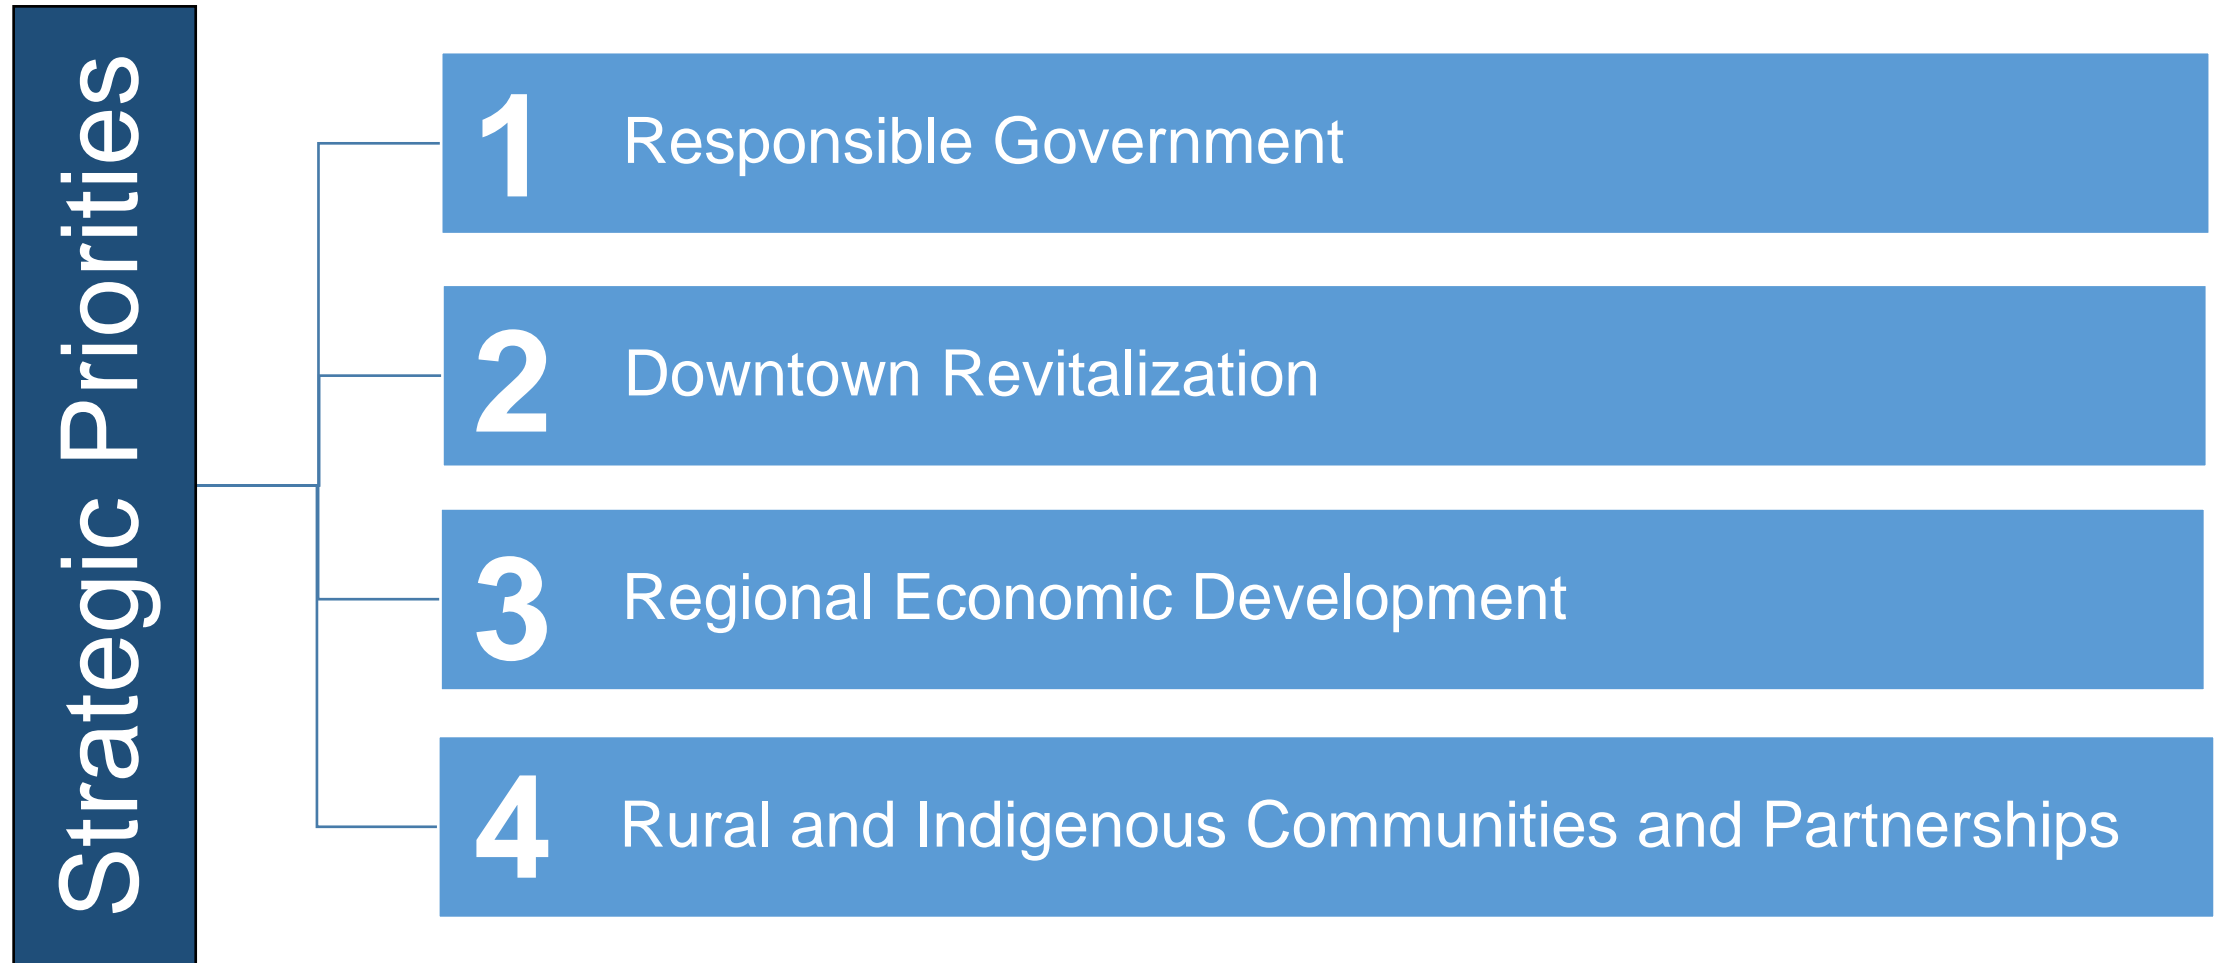 Strategic Priorities
1 Responsible Government
2 Downtown Revitalization
3 Regional Economic Development
4 Rural and Indigenous Communities and Partnerships